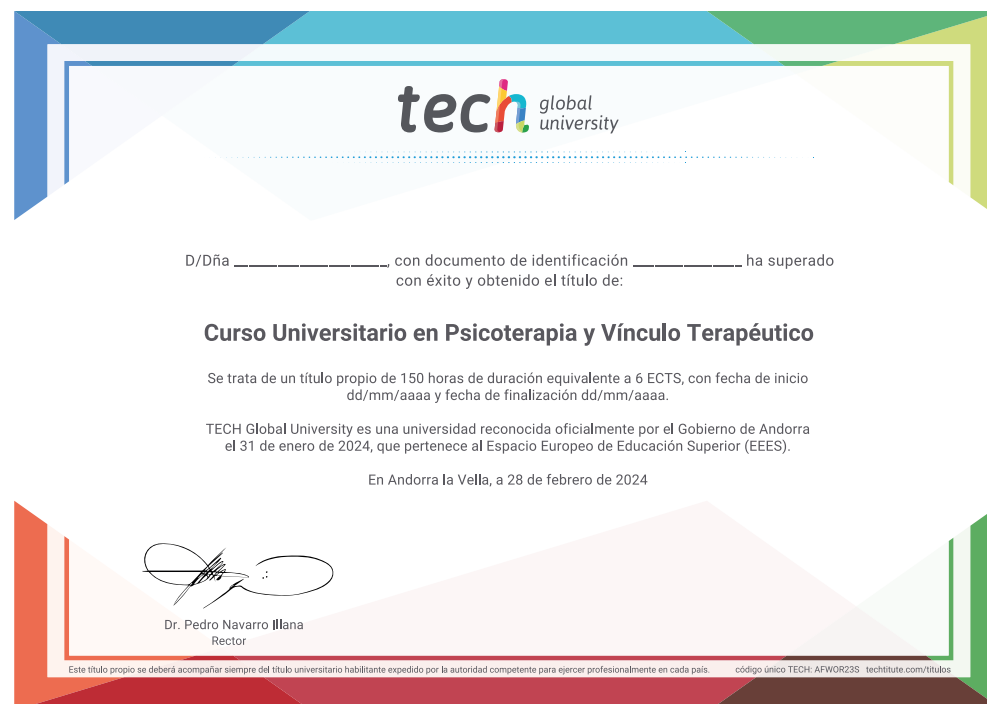 tech global university
D/Dña ______________________, con documento de identificación _______________ ha superado
con éxito y obtenido el título de:
Curso Universitario en Psicoterapia y Vínculo Terapéutico
Se trata de un título propio de 150 horas de duración equivalente a 6 ECTS, con fecha de inicio
dd/mm/aaaa y fecha de finalización dd/mm/aaaa.
TECH Global University es una universidad reconocida oficialmente por el Gobierno de Andorra
el 31 de enero de 2024, que pertenece al Espacio Europeo de Educación Superior (EEES).
En Andorra la Vella, a 28 de febrero de 2024
Dr. Pedro Navarro Illana
Rector
Este título propio se deberá acompañar siempre del título universitario habilitante expedido por la autoridad competente para ejercer profesionalmente en cada país. código único TECH: AFWOR23S techtitute.com/titulos